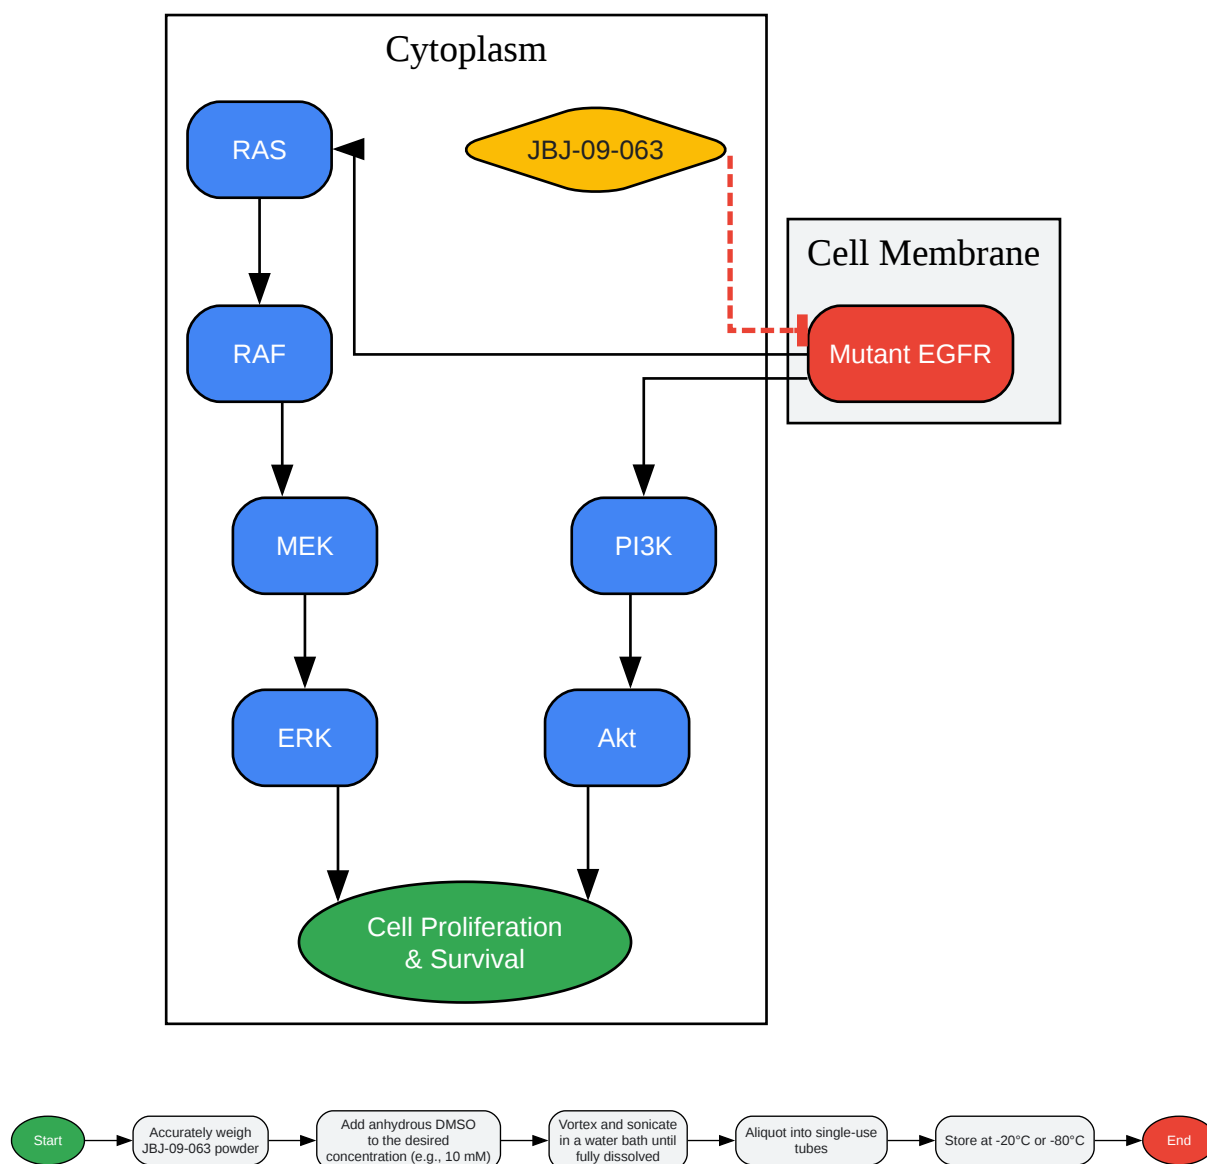 Cytoplasm
RAS
JBJ-09-063
Cell Membrane
RAF
Mutant EGFR
MEK
PI3K
ERK
Akt
Cell Proliferation
& Survival
Start
Accurately weigh
JBJ-09-063 powder
Add anhydrous DMSO
to the desired
concentration (e.g., 10 mM)
Vortex and sonicate
in a water bath until
fully dissolved
Aliquot into single-use
tubes
Store at -20°C or -80°C
End